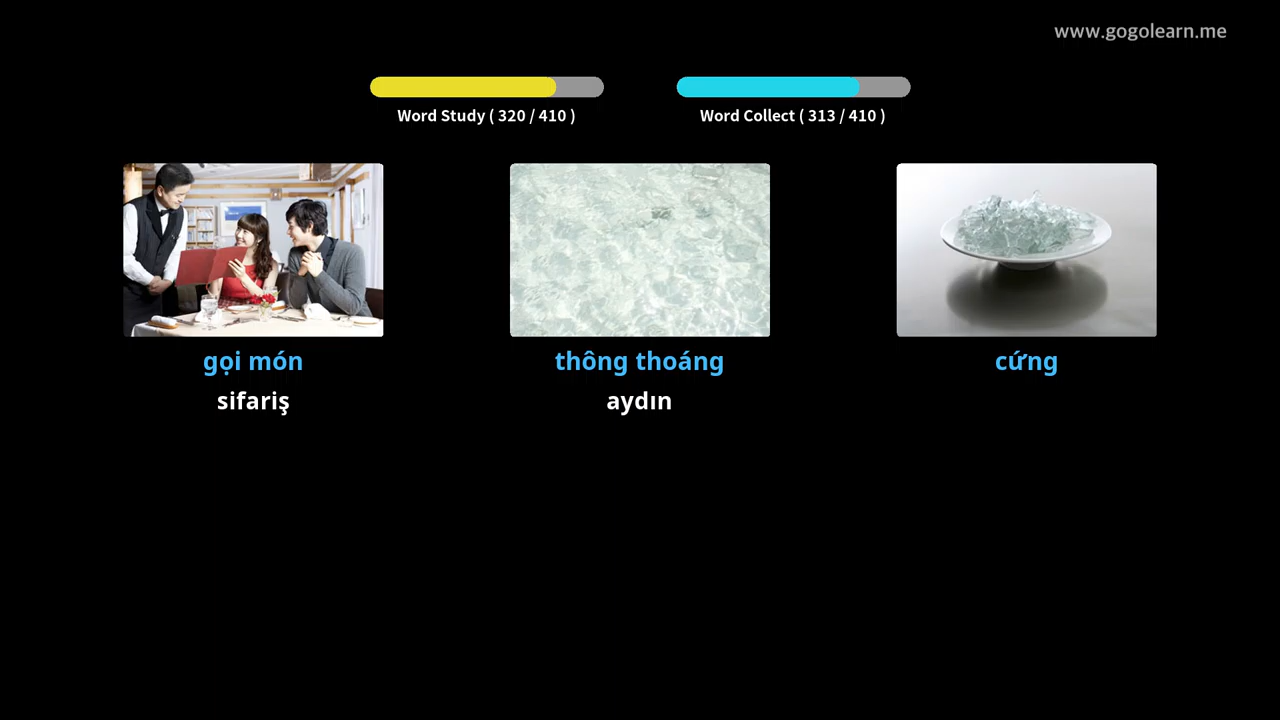 www.gogolearn.me
Word Study ( 320 / 410 )
Word Collect ( 313 / 410 )
gọi món
sifariş
thông thoáng
aydın
cứng